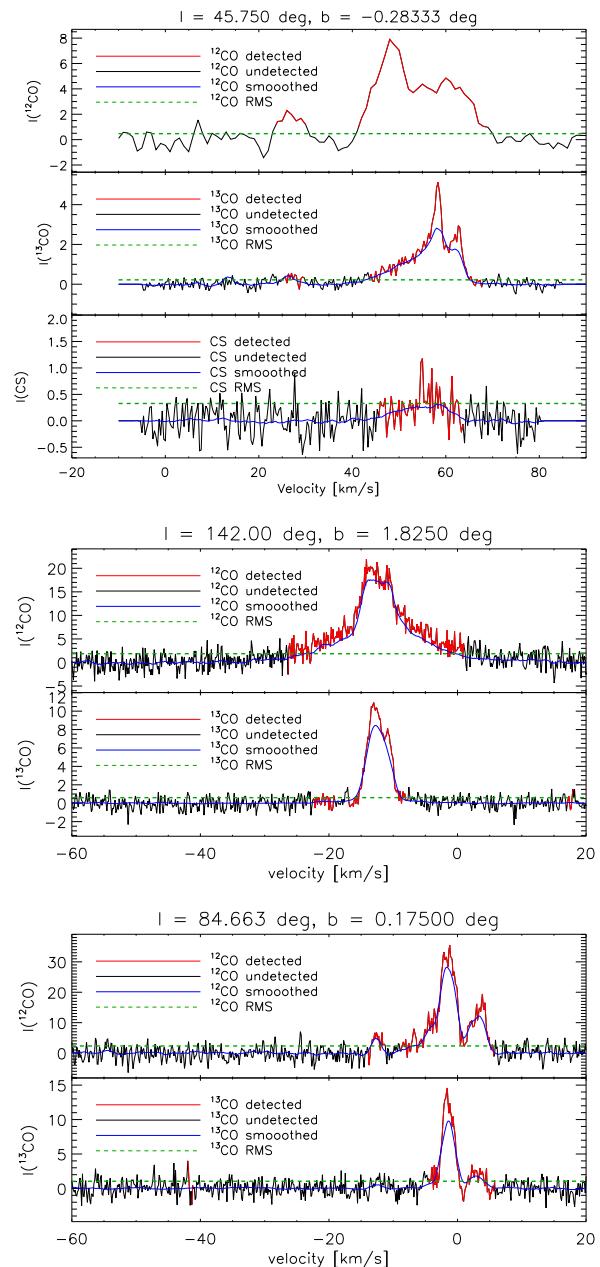 l = 45.750 deg, b = −0.28333 deg
I(¹²CO)
8
6
4
2
0
−2
¹²CO detected
¹²CO undetected
¹²CO smooothed
¹²CO RMS
I(¹³CO)
4
2
0
¹³CO detected
¹³CO undetected
¹³CO smooothed
¹³CO RMS
I(CS)
2.0
1.5
1.0
0.5
0.0
−0.5
CS detected
CS undetected
CS smooothed
CS RMS
−20 0 20 40 60 80
Velocity [km/s]
l = 142.00 deg, b = 1.8250 deg
I(¹²CO)
20
15
10
5
0
−5
¹²CO detected
¹²CO undetected
¹²CO smooothed
¹²CO RMS
I(¹³CO)
12
10
8
6
4
2
0
−2
¹³CO detected
¹³CO undetected
¹³CO smooothed
¹³CO RMS
−60 −40 −20 0 20
velocity [km/s]
l = 84.663 deg, b = 0.17500 deg
I(¹²CO)
30
20
10
0
¹²CO detected
¹²CO undetected
¹²CO smooothed
¹²CO RMS
I(¹³CO)
15
10
5
0
¹³CO detected
¹³CO undetected
¹³CO smooothed
¹³CO RMS
−60 −40 −20 0 20
velocity [km/s]